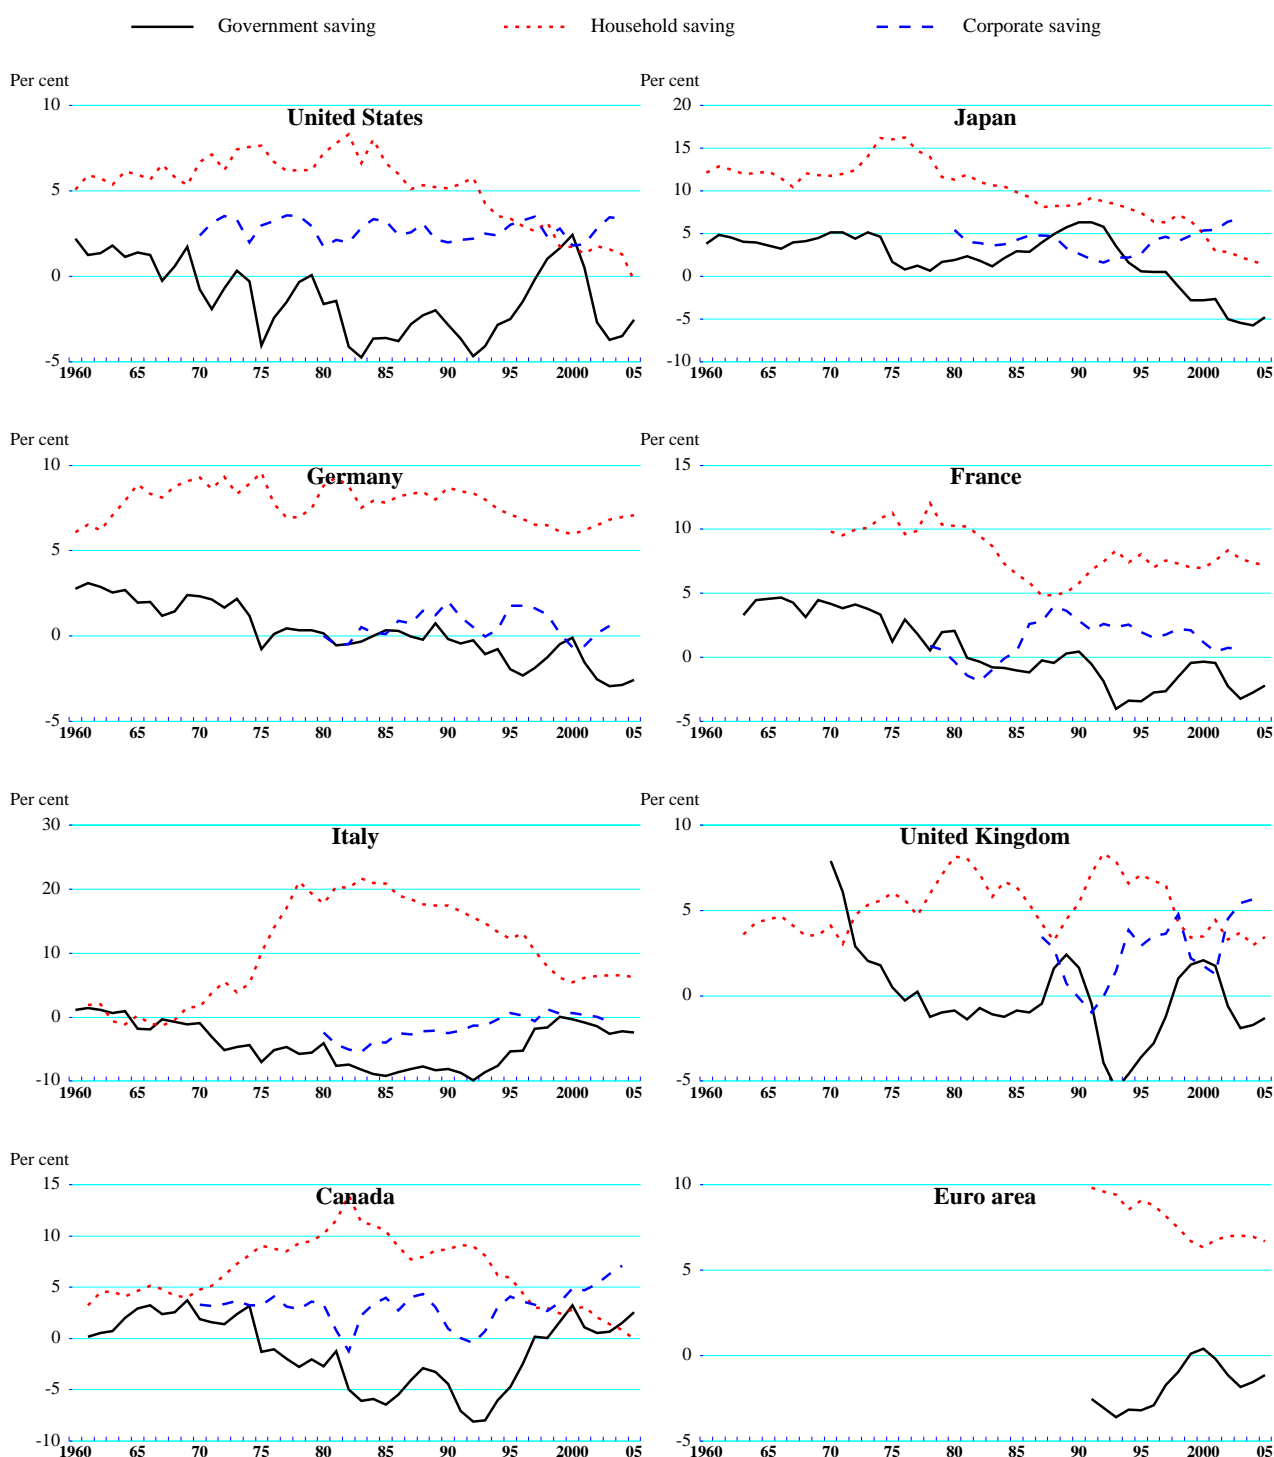 Government saving Household saving Corporate saving
Per cent
10 United States
5
0
-5
1960 65 70 75 80 85 90 95 2000 05
20 Japan
15
10
5
0
-5
-10
1960 65 70 75 80 85 90 95 2000 05
Per cent Per cent
10 Germany
5
0
-5
1960 65 70 75 80 85 90 95 2000 05
15 France
10
5
0
-5
1960 65 70 75 80 85 90 95 2000 05
Per cent Per cent
30 Italy
20
10
0
-10
1960 65 70 75 80 85 90 95 2000 05
10 United Kingdom
5
0
-5
1960 65 70 75 80 85 90 95 2000 05
Per cent
15 Canada
10
5
0
-5
-10
1960 65 70 75 80 85 90 95 2000 05
10 Euro area
5
0
-5
1960 65 70 75 80 85 90 95 2000 05